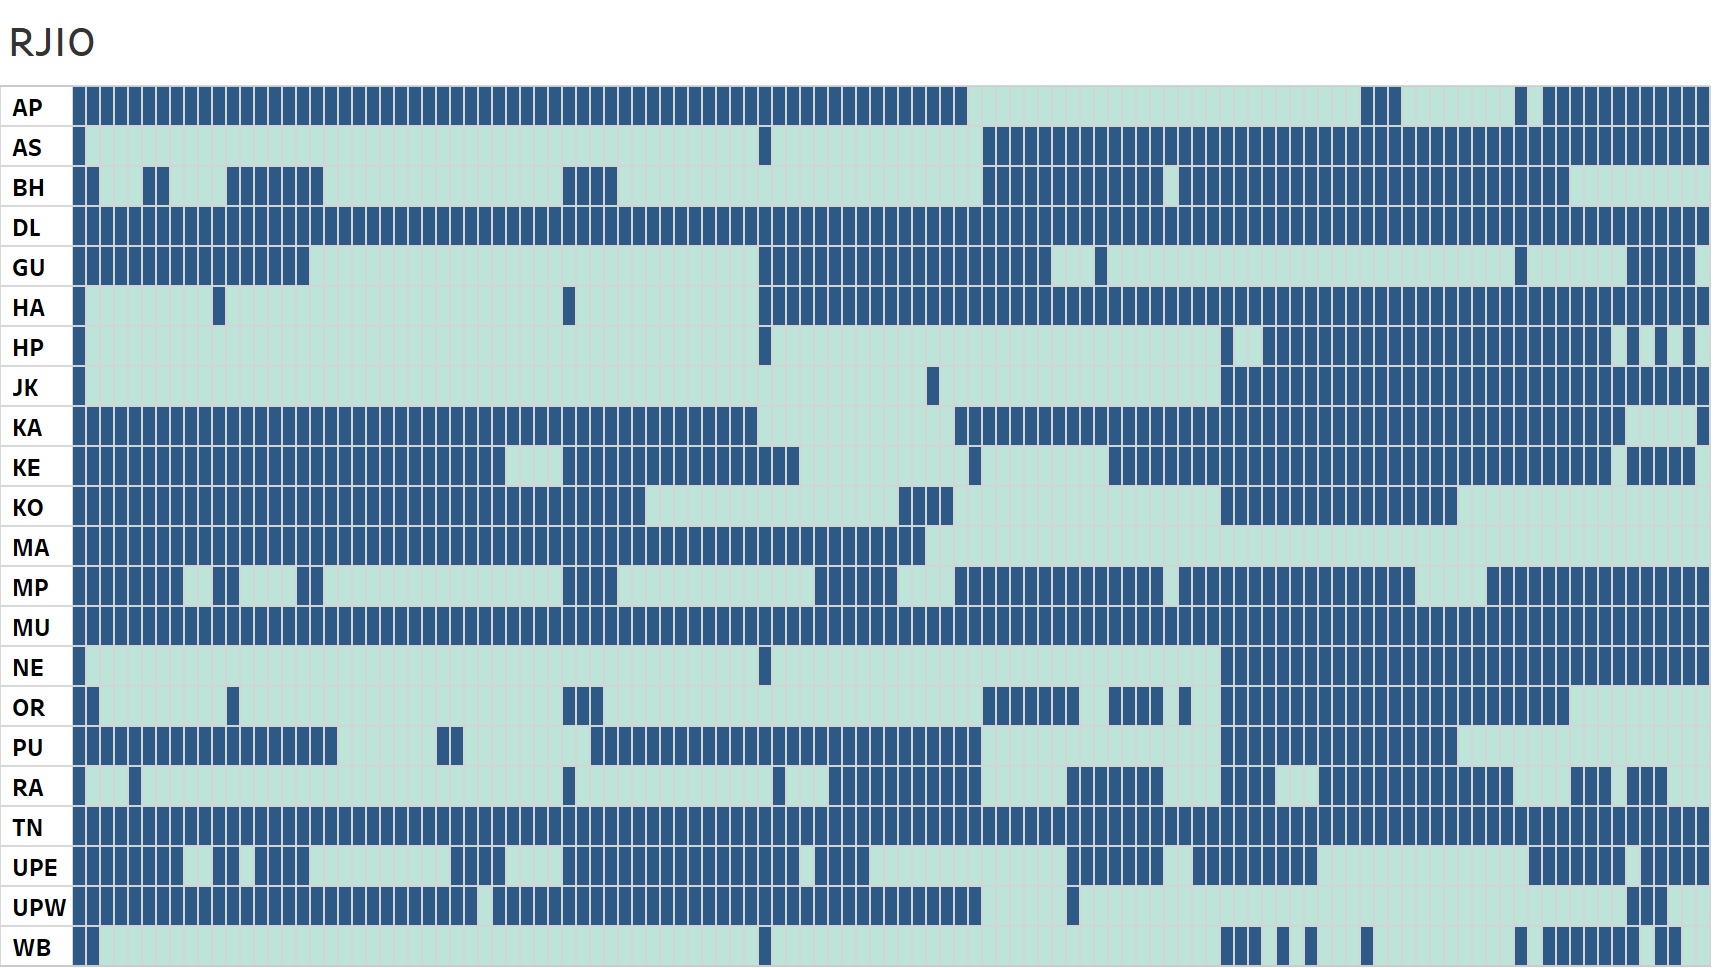 RJIO
AP
AS
BH
DL
GU
HA
HP
JK
KA
KE
KO
MA
MP
MU
NE
OR
PU
RA
TN
UPE
UPW
WB